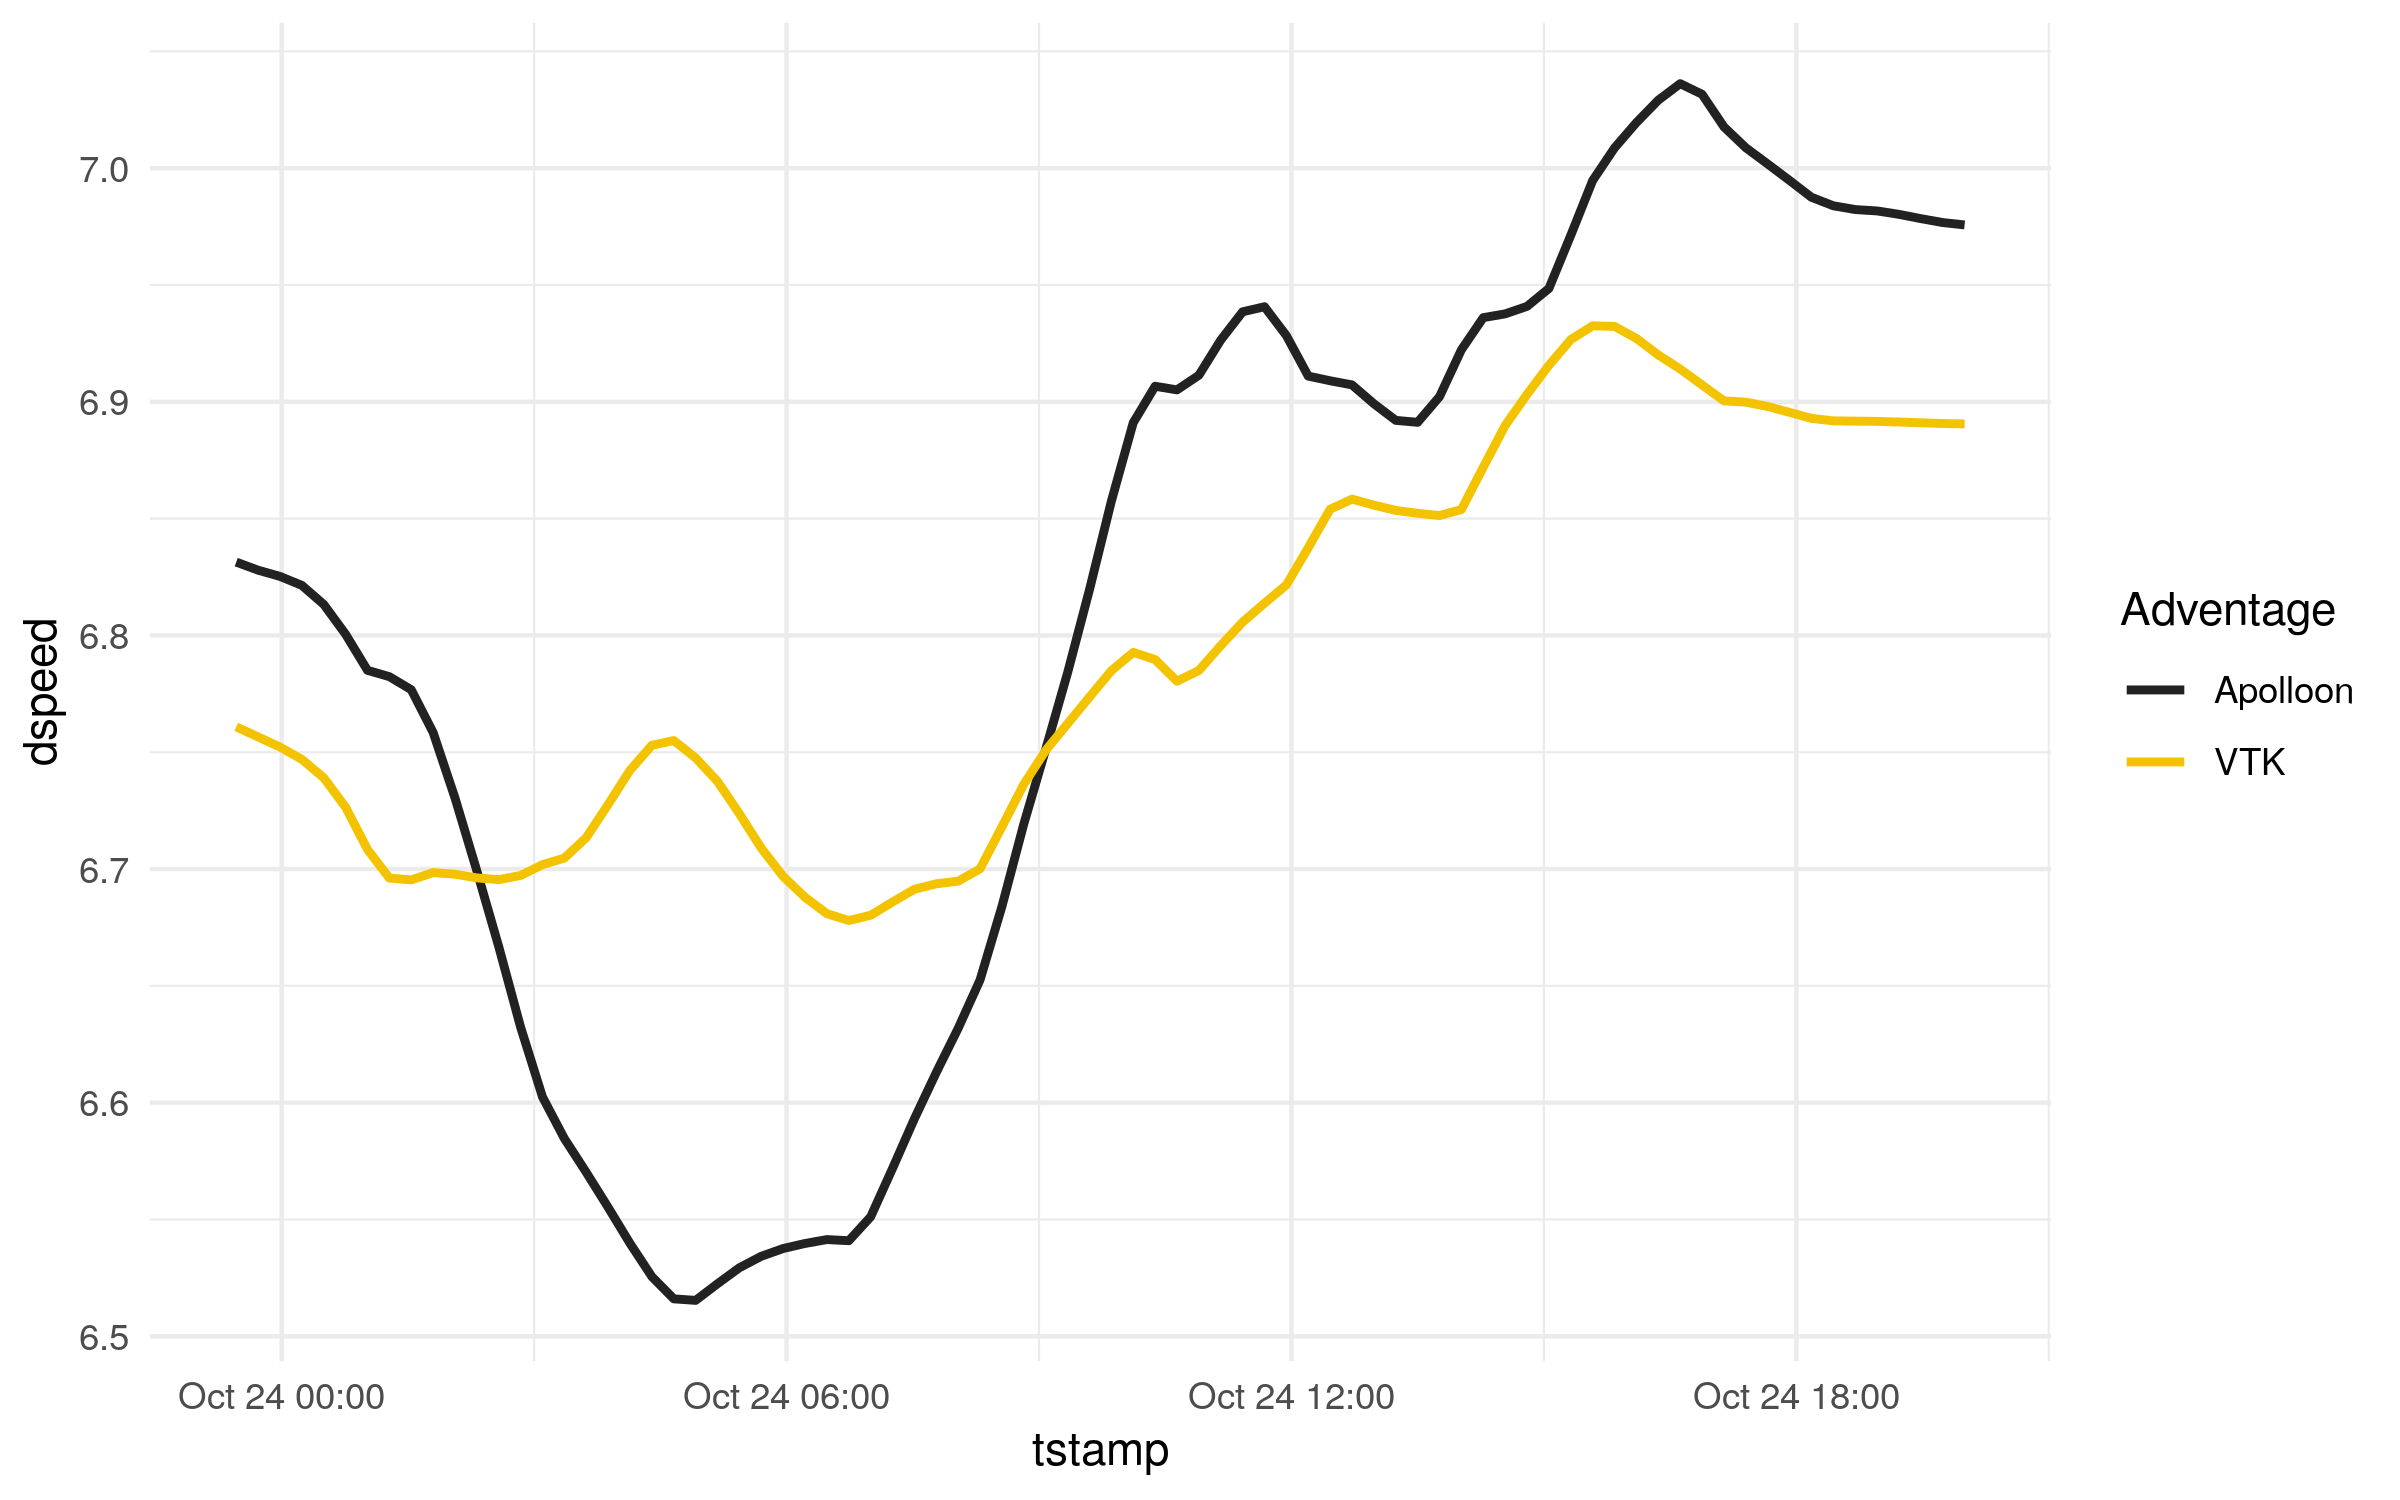 7.0
6.9
6.8
6.7
6.6
6.5
dspeed
Oct 24 00:00
Oct 24 06:00
Oct 24 12:00
Oct 24 18:00
tstamp
Adventage
Apolloon
VTK